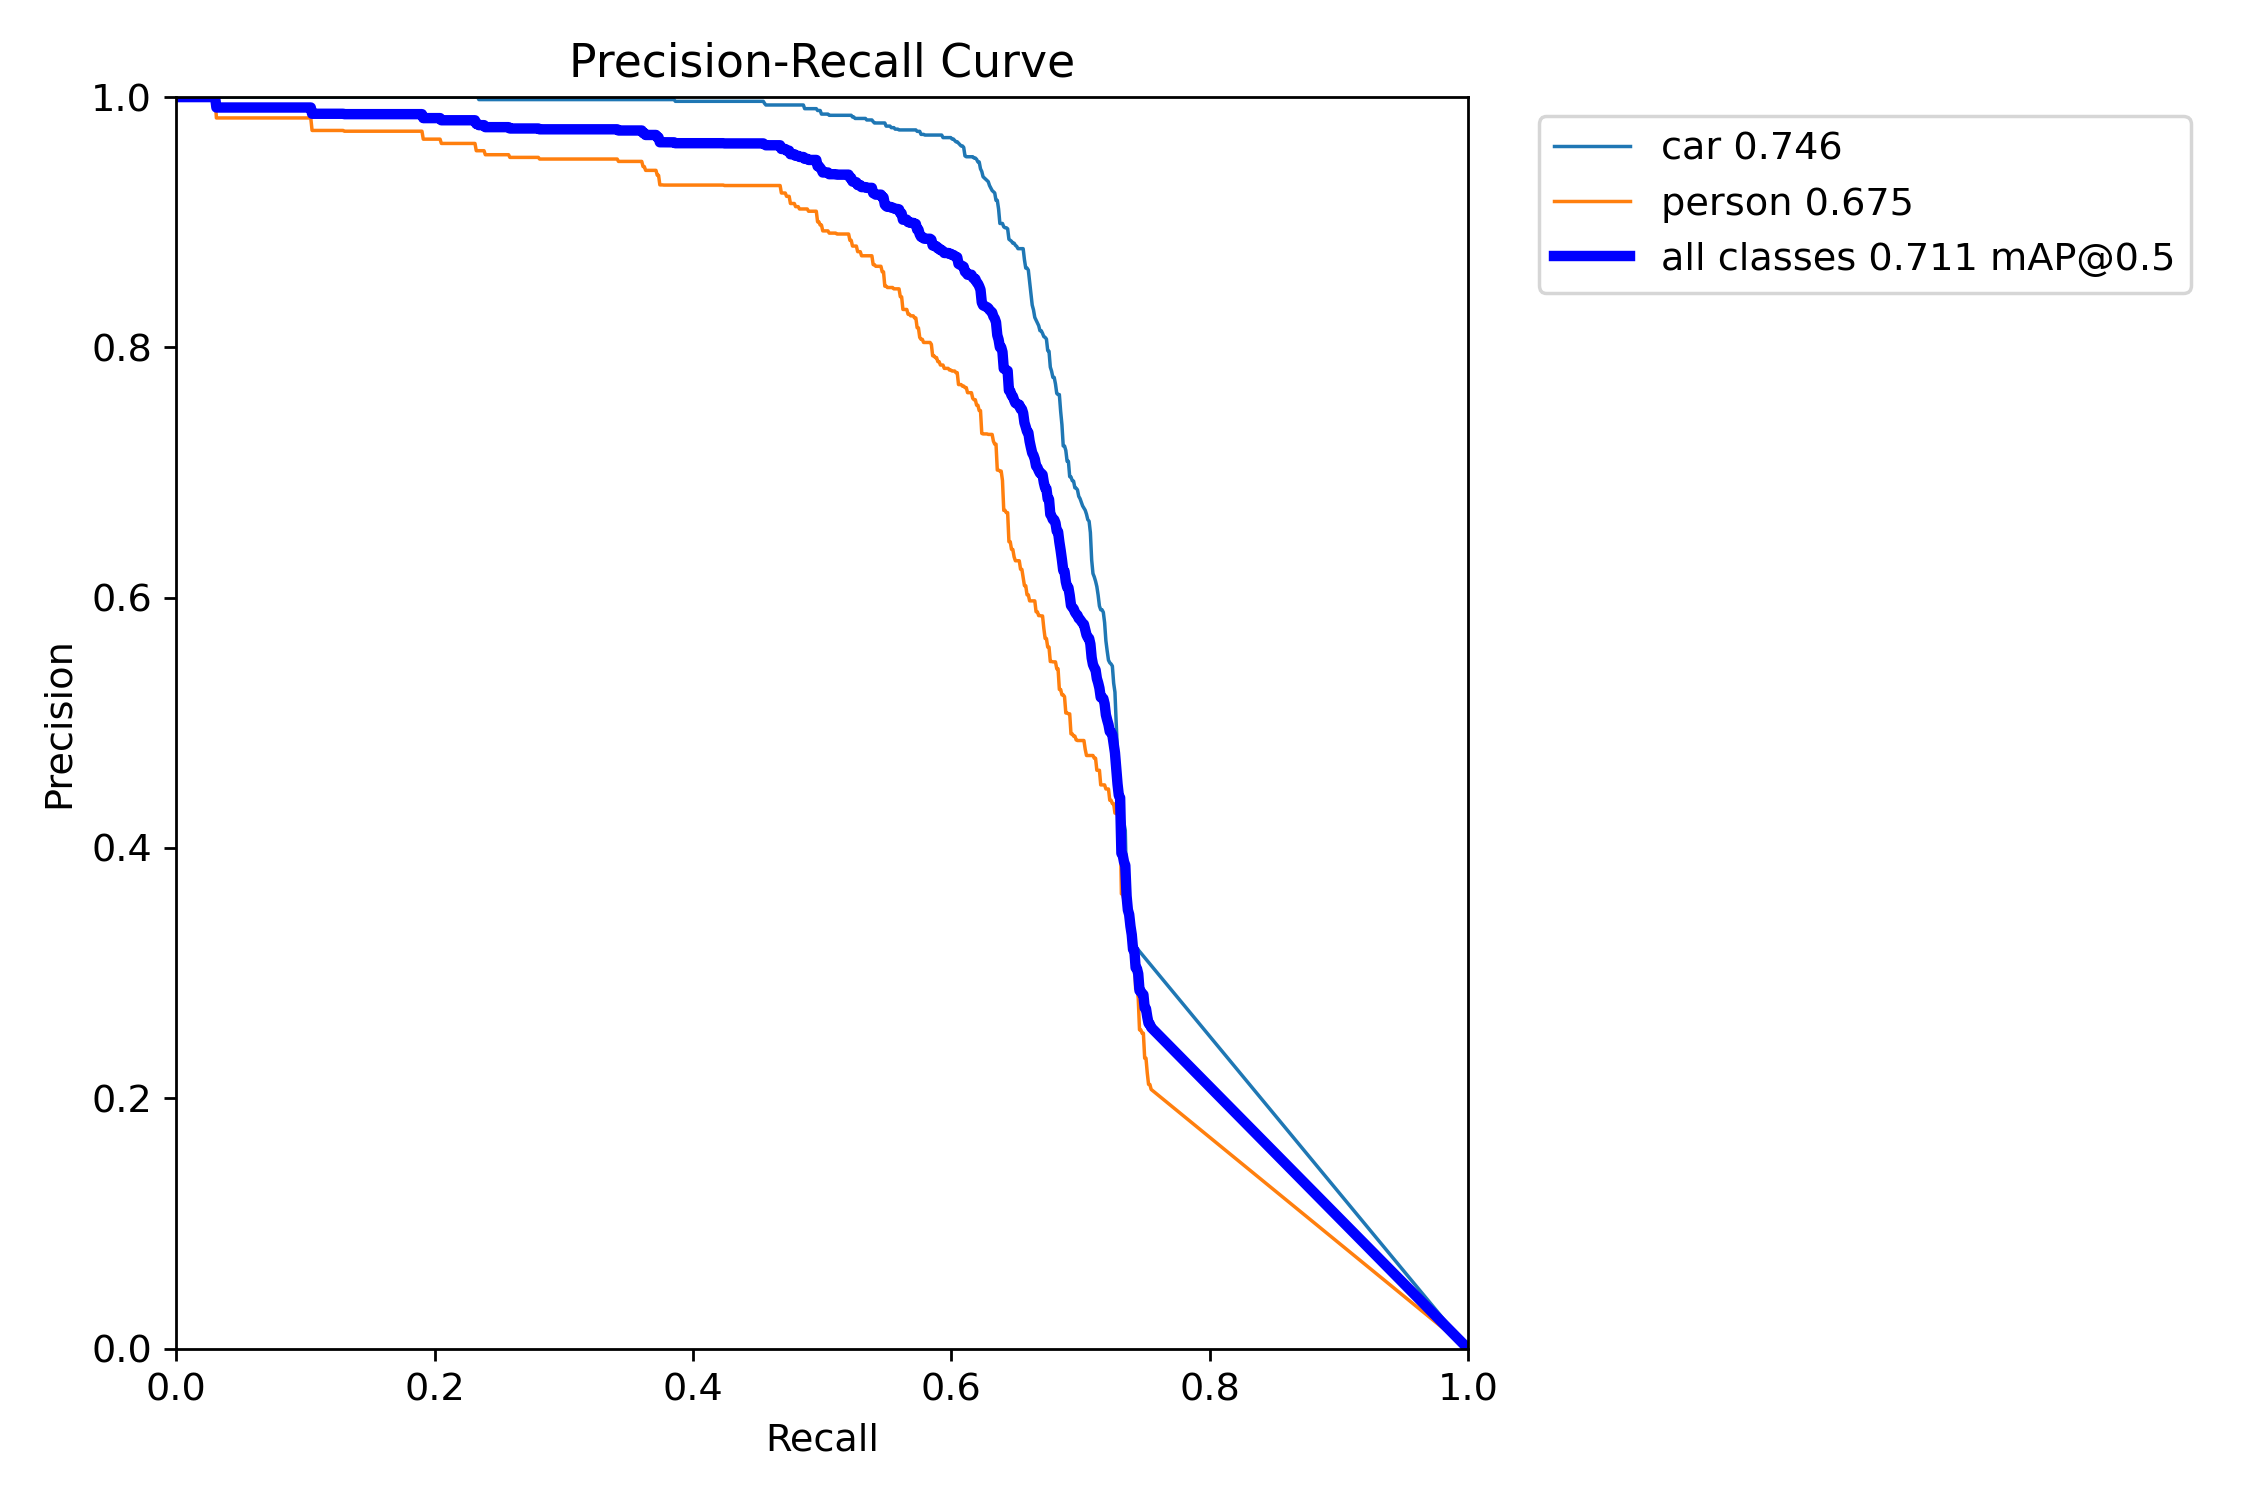 Precision-Recall Curve
1.0
0.8
0.6
0.4
0.2
0.0
Precision
0.0 0.2 0.4 0.6 0.8 1.0
Recall
car 0.746
person 0.675
all classes 0.711 mAP@0.5